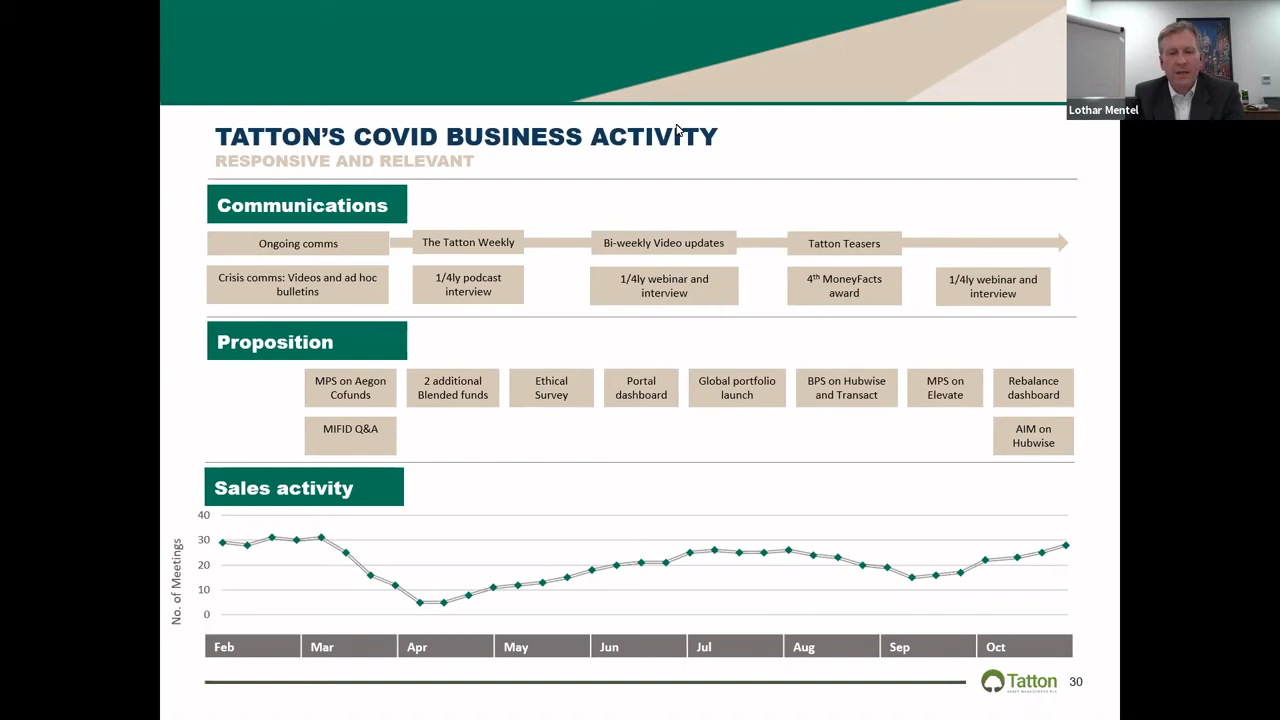 Lothar Mentel
TATTON'S COVID BUSINESS ACTIVITY
RESPONSIVE AND RELEVANT
Communications
Ongoing comms
The Tatton Weekly
Bi-weekly Video updates
Tatton Teasers
Crisis comms: Videos and ad hoc
bulletins
1/4ly podcast
interview
1/4ly webinar and
interview
4th MoneyFacts
award
1/4ly webinar and
interview
Proposition
MPS on Aegon
Cofunds
2 additional
Blended funds
Ethical
Survey
Portal
dashboard
Global portfolio
launch
BPS on Hubwise
and Transact
MPS on
Elevate
Rebalance
dashboard
MIFID Q&A
AIM on
Hubwise
Sales activity
No. of Meetings
40
30
20
10
0
Feb
Mar
Apr
May
Jun
Jul
Aug
Sep
Oct
Tatton
30